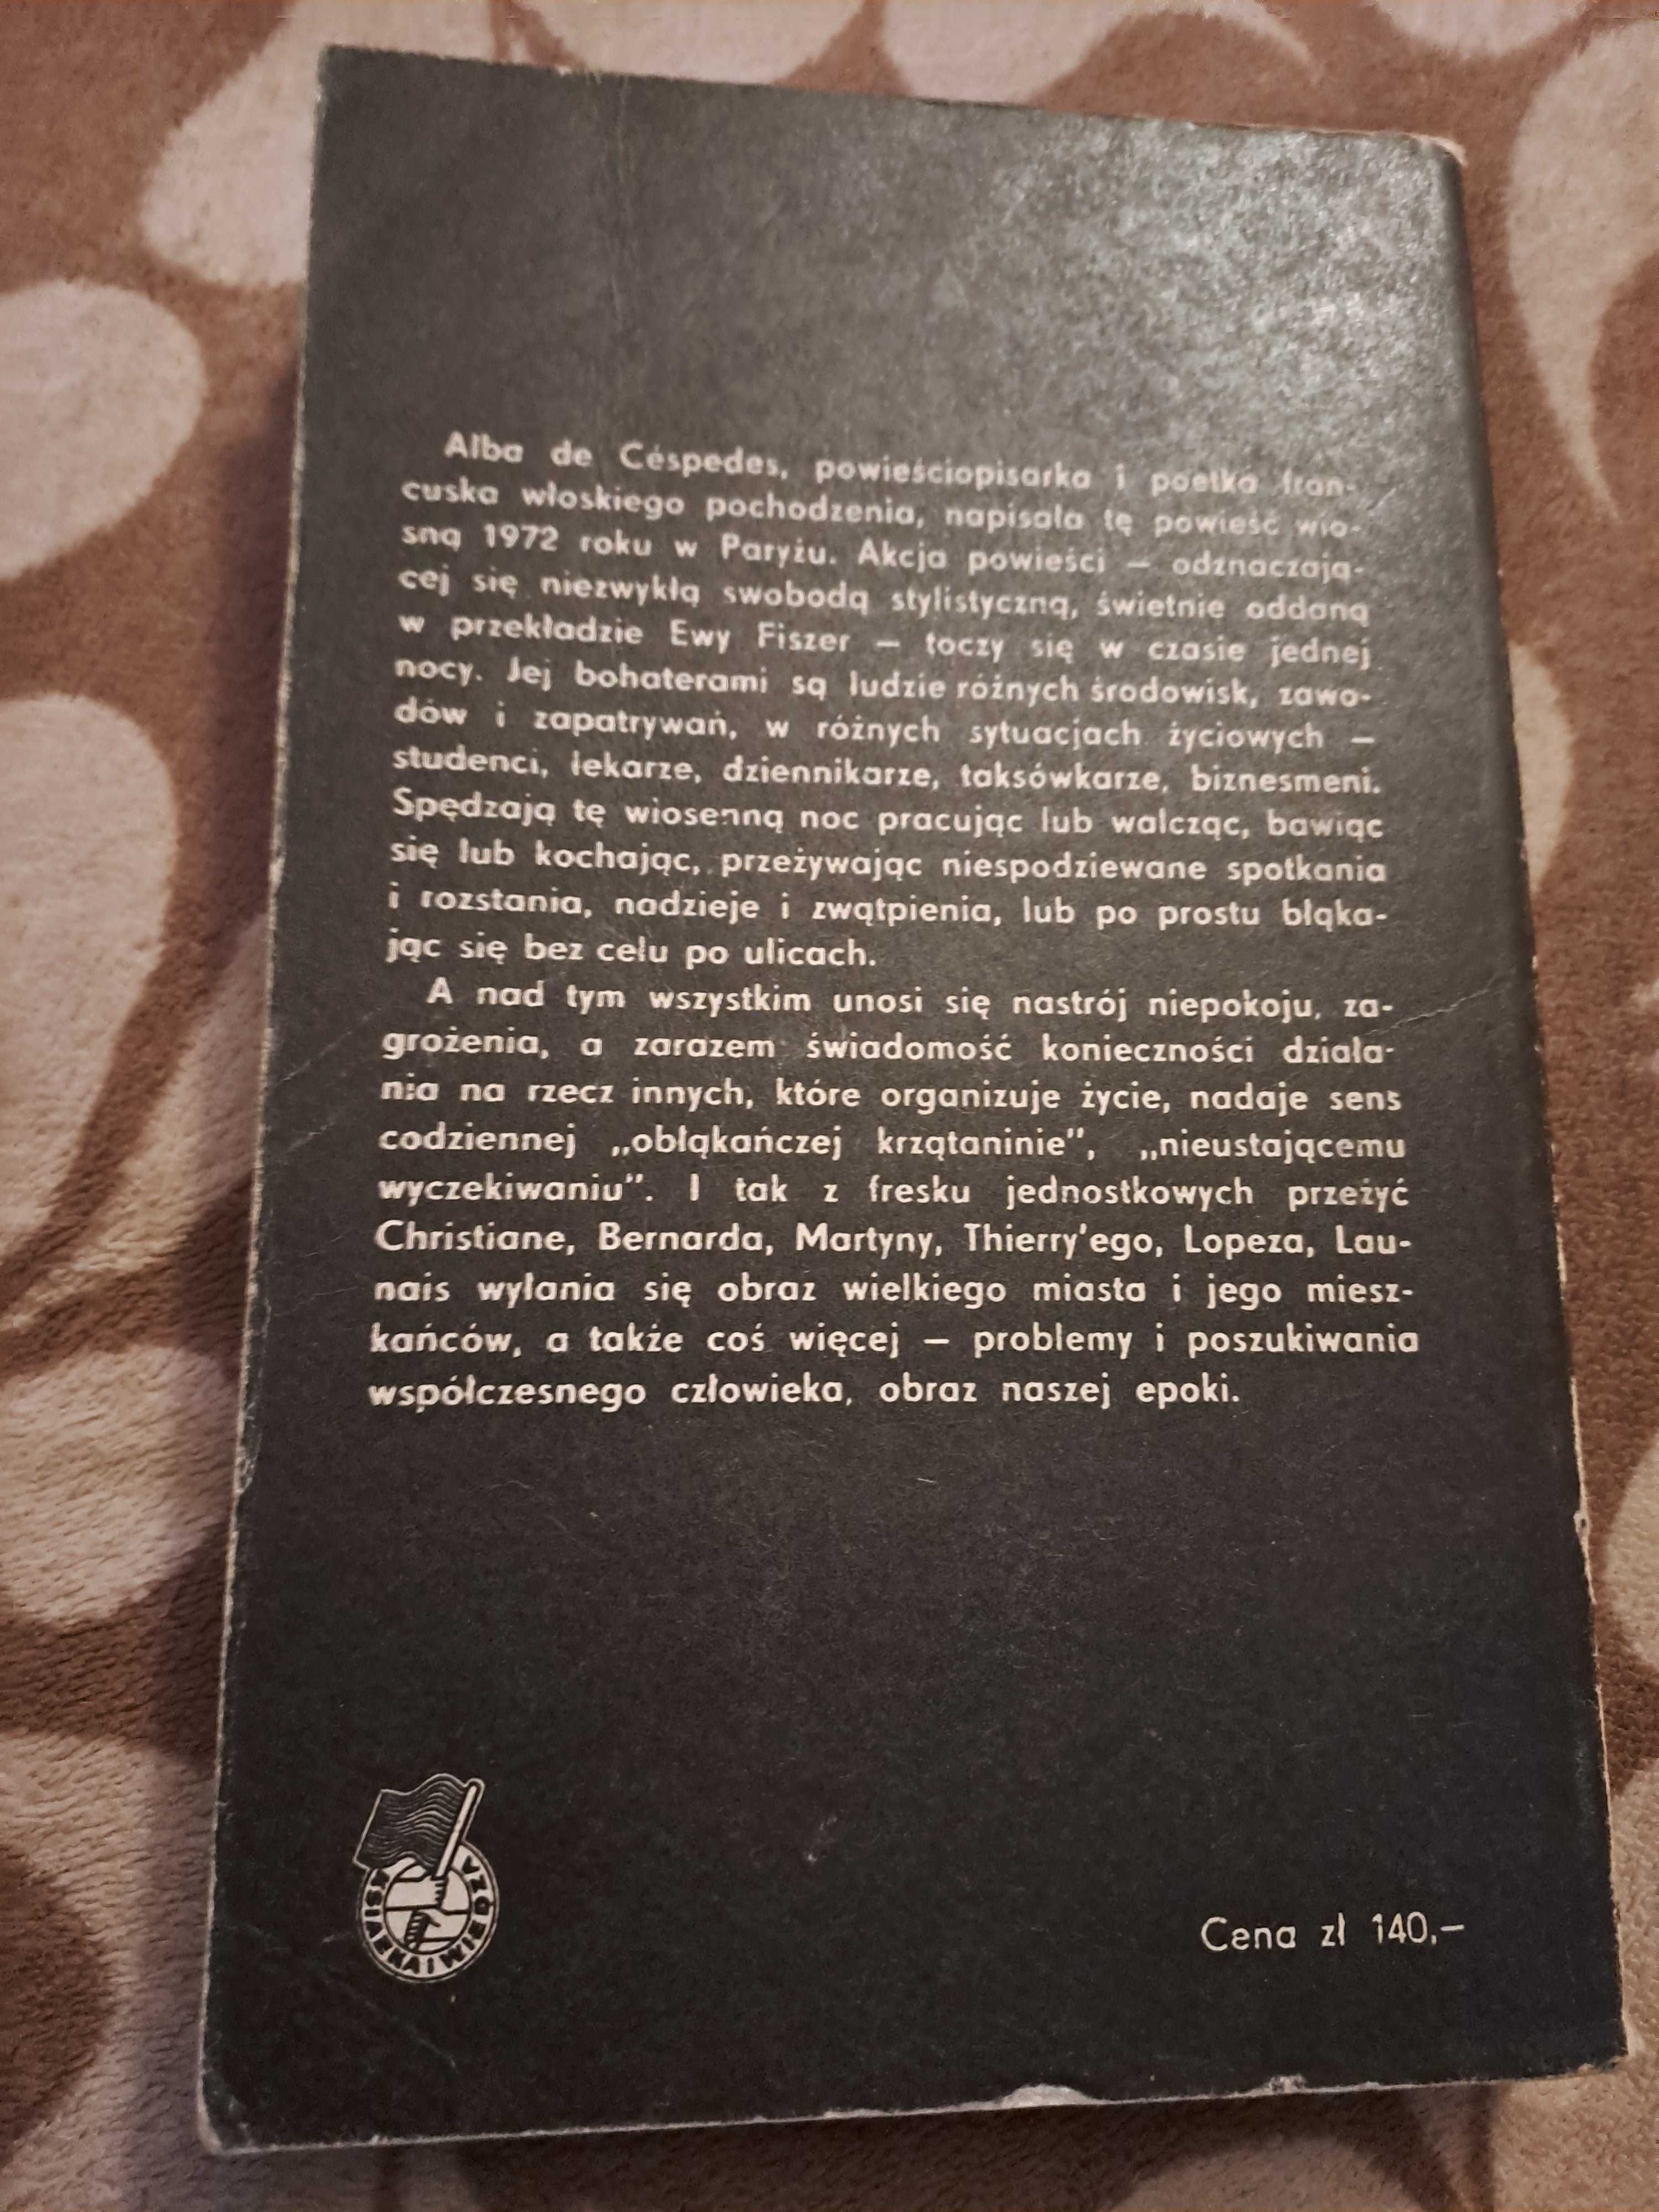 Alba de Céspedes, powieściopisarka i poetka fran-
cuska włoskiego pochodzenia, napisała tę powieść wio-
sną 1972 roku w Paryżu. Akcja powieści — odznaczają-
cej się niezwykłą swobodą stylistyczną, świetnie oddaną
w przekładzie Ewy Fiszer — toczy się w czasie jednej
nocy. Jej bohaterami są ludzie różnych środowisk, zawo-
dów i zapatrywań, w różnych sytuacjach życiowych —
studenci, lekarze, dziennikarze, taksówkarze, biznesmeni.
Spędzają tę wiosenną noc pracując lub walcząc, bawiąc
się lub kochając, przeżywając niespodziewane spotkania
i rozstania, nadzieje i zwątpienia, lub po prostu błąka-
jąc się bez celu po ulicach.
A nad tym wszystkim unosi się nastrój niepokoju, za-
grożenia, a zarazem świadomość konieczności działa-
nia na rzecz innych, które organizuje życie, nadaje sens
codziennej „obłąkańczej krzątaninie”, „nieustającemu
wyczekiwaniu”. I tak z fresku jednostkowych przeżyć
Christiane, Bernarda, Martyny, Thierry'ego, Lopeza, Lau-
nais wyłania się obraz wielkiego miasta i jego miesz-
kańców, a także coś więcej — problemy i poszukiwania
współczesnego człowieka, obraz naszej epoki.
KSIĄŻKA I WIEDZA
Cena zł 140,—